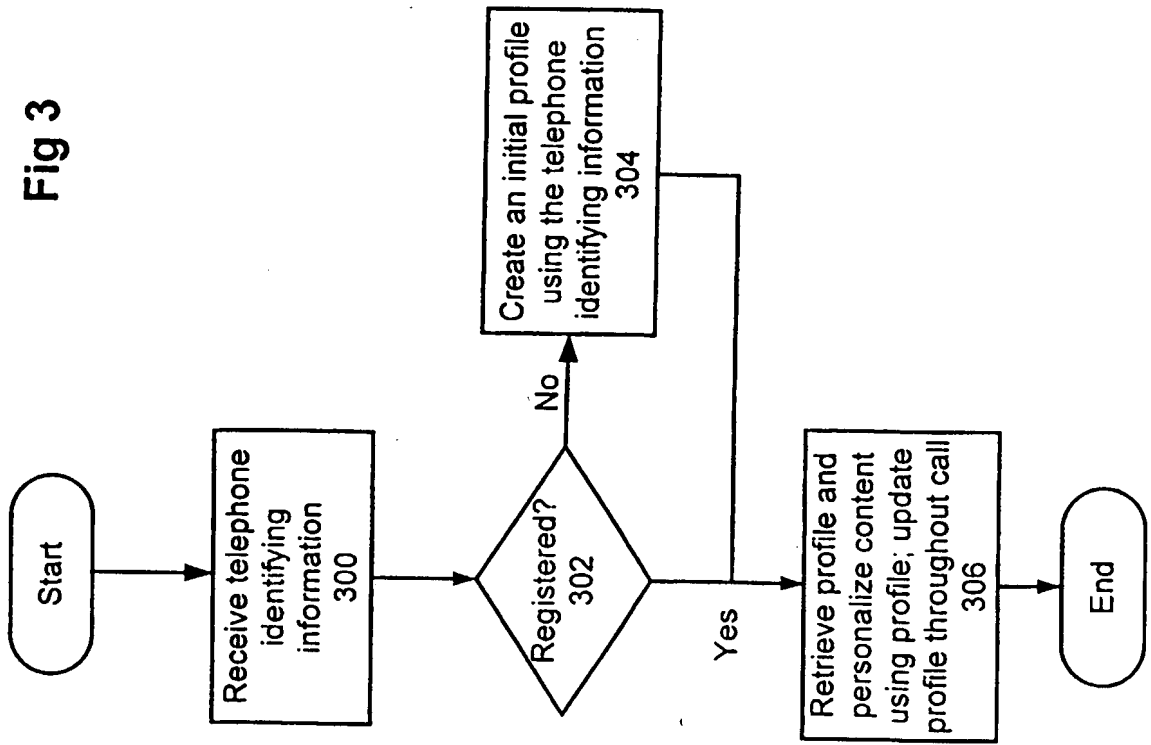 Fig 3
Start
Receive telephone
identifying
information
300
Registered?
302
No
Create an initial profile
using the telephone
identifying information
304
Yes
Retrieve profile and
personalize content
using profile; update
profile throughout call
306
End